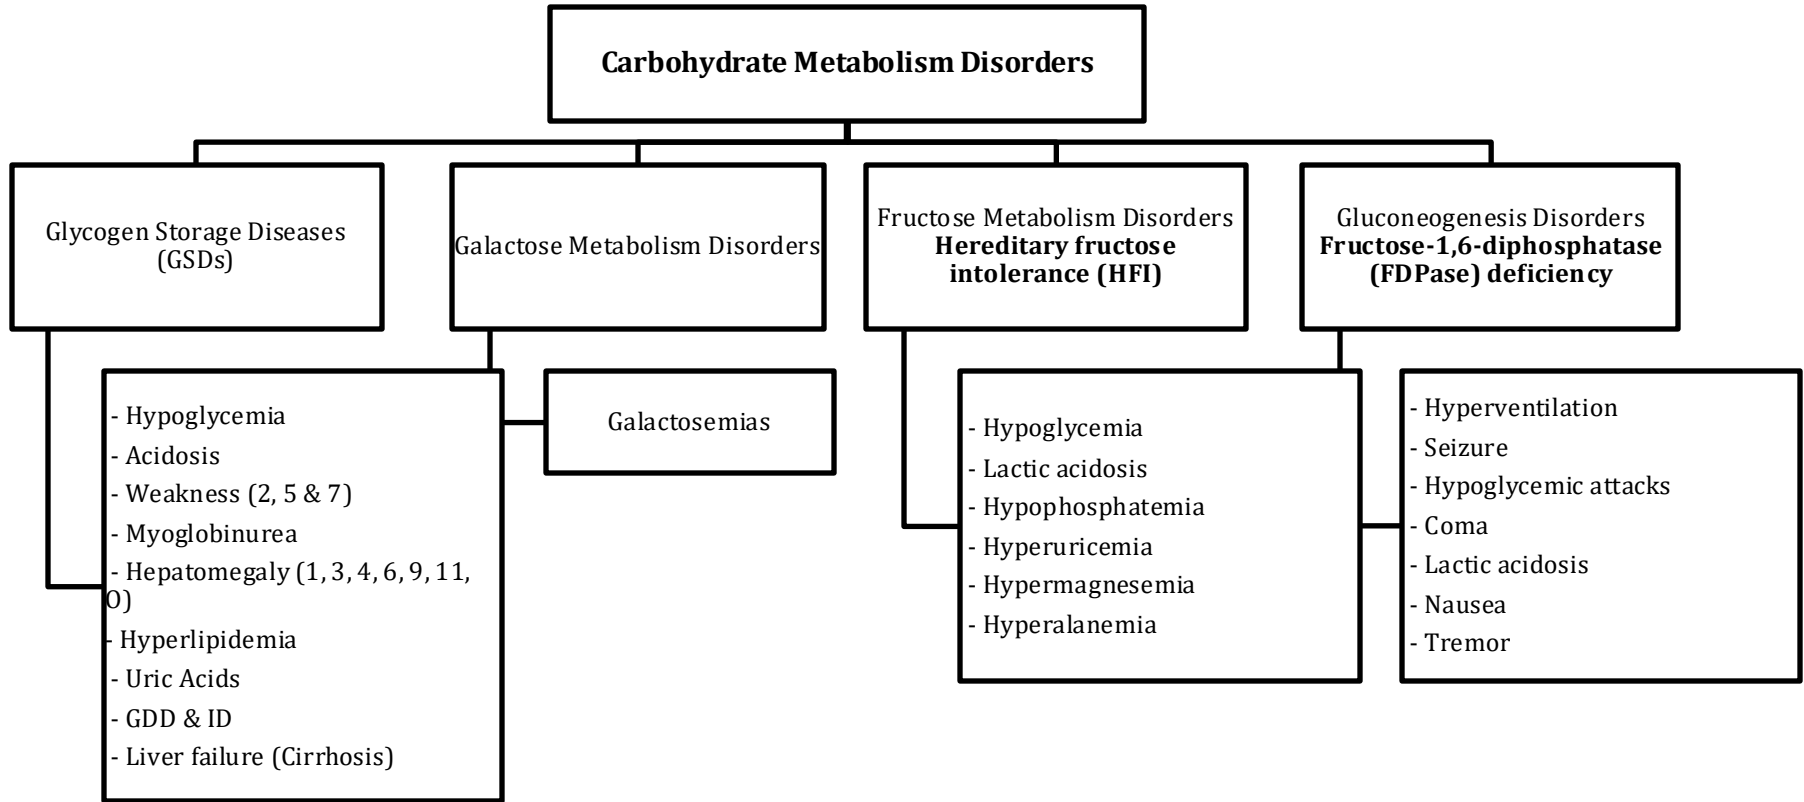 Carbohydrate Metabolism Disorders
Glycogen Storage Diseases
(GSDs)
Galactose Metabolism Disorders
Fructose Metabolism Disorders
Hereditary fructose
intolerance (HFI)
Gluconeogenesis Disorders
Fructose-1,6-diphosphatase
(FDPase) deficiency
- Hypoglycemia
- Acidosis
- Weakness (2, 5 & 7)
- Myoglobinurea
- Hepatomegaly (1, 3, 4, 6, 9, 11,
0)
- Hyperlipidemia
- Uric Acids
- GDD & ID
- Liver failure (Cirrhosis)
Galactosemias
- Hypoglycemia
- Lactic acidosis
- Hypophosphatemia
- Hyperuricemia
- Hypermagnesemia
- Hyperalanemia
- Hyperventilation
- Seizure
- Hypoglycemic attacks
- Coma
- Lactic acidosis
- Nausea
- Tremor